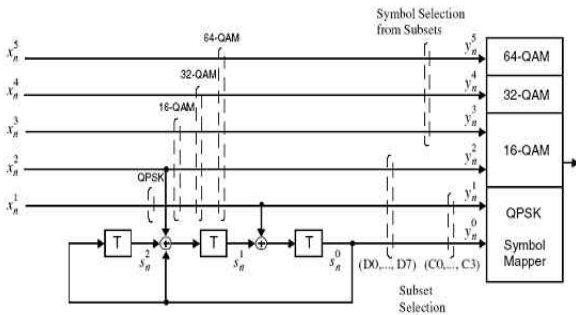 Symbol Selection
from Subsets
64-QAM
32-QAM
16-QAM
QPSK
x_n^5
x_n^4
x_n^3
x_n^2
x_n^1
y_n^5
y_n^4
y_n^3
y_n^2
y_n^1
y_n^0
64-QAM
32-QAM
16-QAM
QPSK
Symbol
Mapper
T
+
T
+
T
s_n^2
s_n^1
s_n^0
(D0,..., D7)
(C0,..., C3)
Subset
Selection